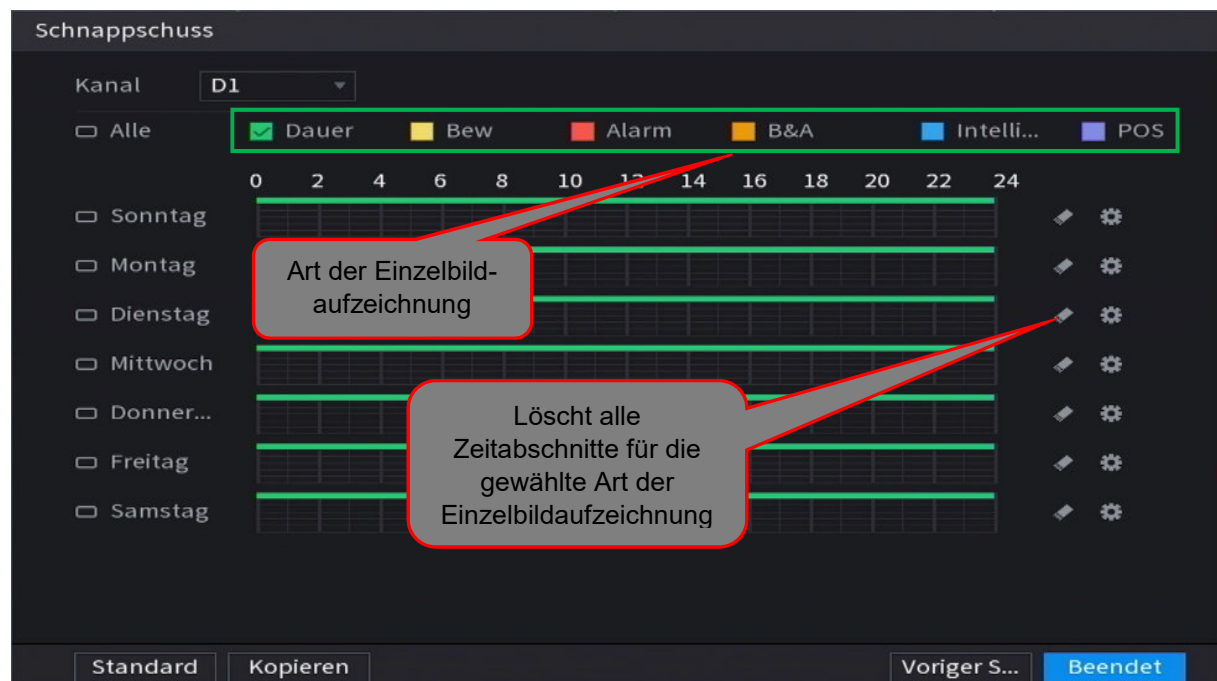 Schnappschuss
Kanal D1
Alle Dauer Bew Alarm B&A Intelli... POS
0 2 4 6 8 10 12 14 16 18 20 22 24
Sonntag
Montag
Art der Einzelbild-
aufzeichnung
Dienstag
Mittwoch
Donner...
Löscht alle
Zeitabschnitte für die
gewählte Art der
Einzelbildaufzeichnung
Freitag
Samstag
Standard Kopieren Voriger S... Beendet